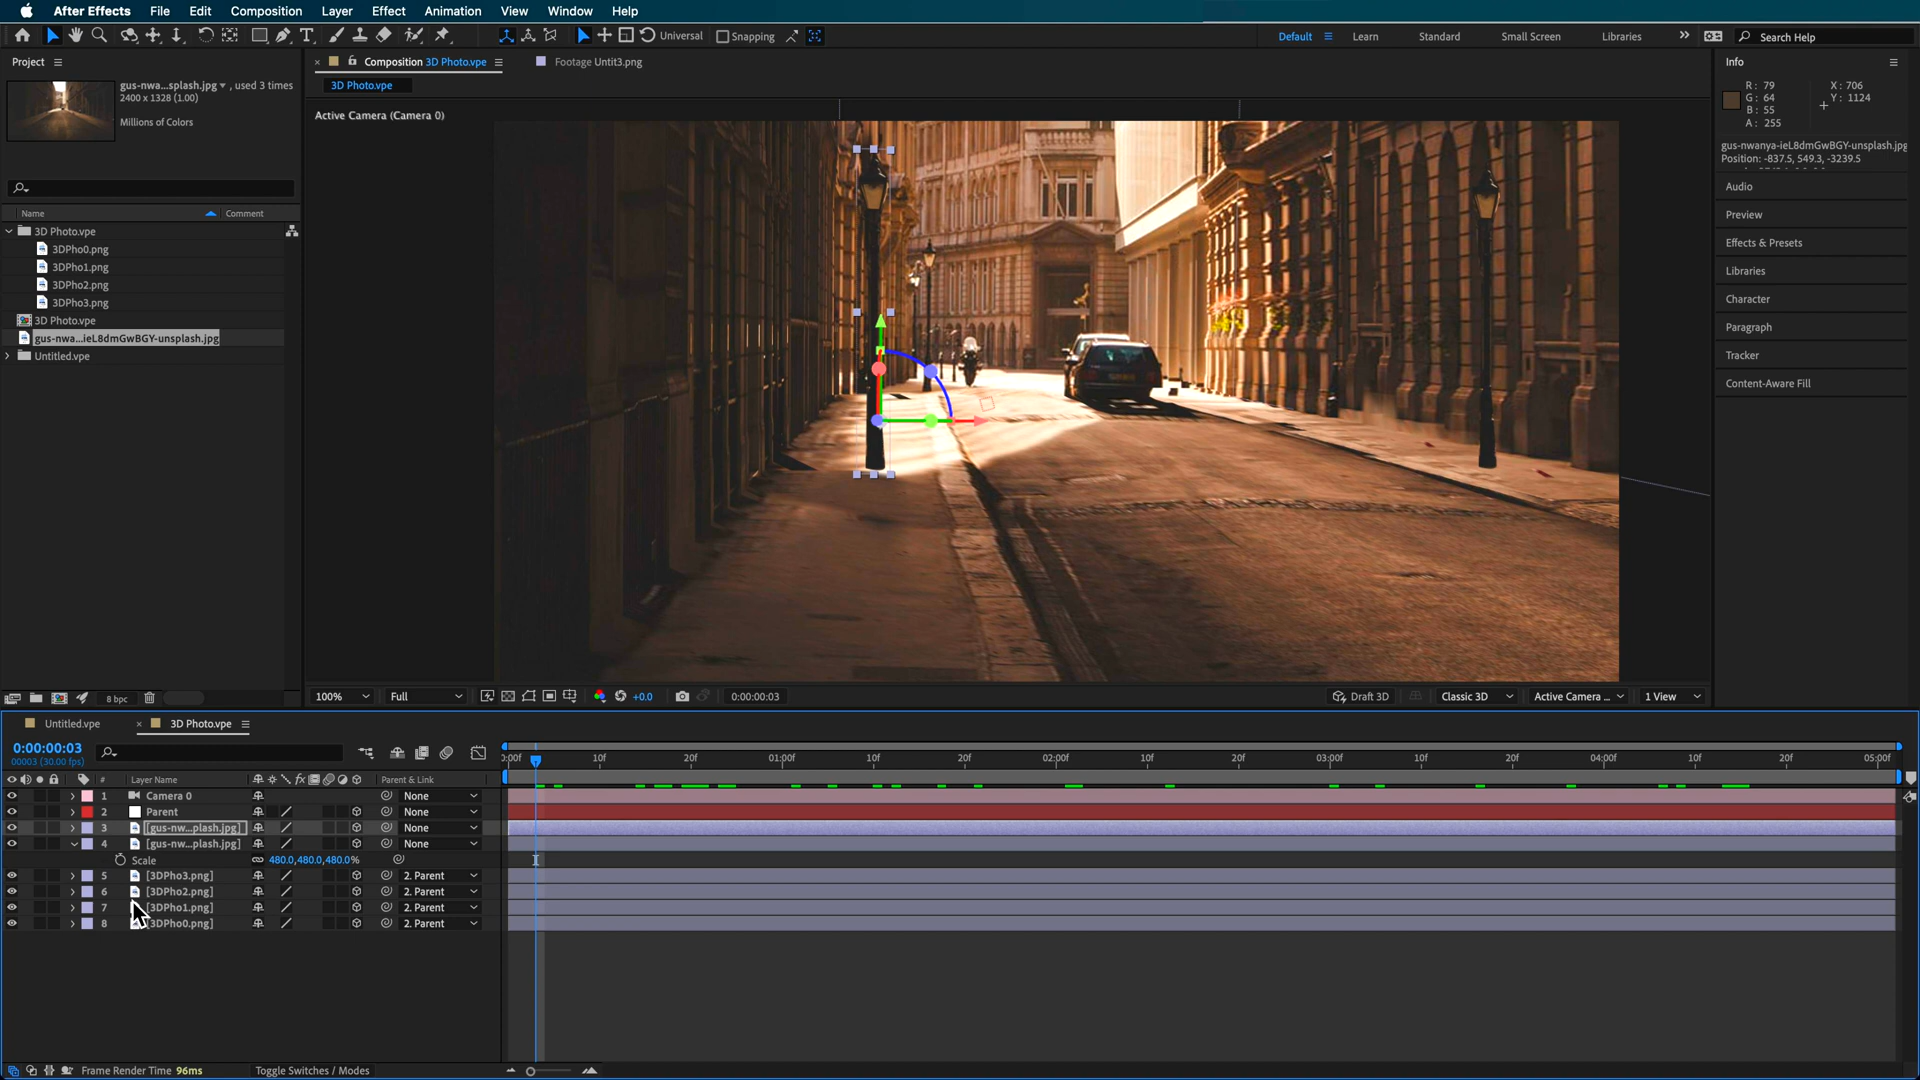 After Effects File Edit Composition Layer Effect Animation View Window Help
Universal Snapping Default Learn Standard Small Screen Libraries Search Help
Project
gus-nwa...splash.jpg , used 3 times
2400 x 1328 (1.00)
Millions of Colors
Name Comment
3D Photo.vpe
3DPho0.png
3DPho1.png
3DPho2.png
3DPho3.png
3D Photo.vpe
gus-nwa...ieL8dmGwBGY-unsplash.jpg
Untitled.vpe
8 bpc
Composition 3D Photo.vpe Footage Untit3.png
3D Photo.vpe
Active Camera (Camera 0)
100% Full +0.0 0:00:00:03 Draft 3D Classic 3D Active Camera ... 1 View
Info
R: 79 X: 706
G: 64 Y: 1124
B: 55
A: 255
gus-nwanya-ieL8dmGwBGY-unsplash.jpg
Position: -837.5, 549.3, -3239.5
Audio
Preview
Effects & Presets
Libraries
Character
Paragraph
Tracker
Content-Aware Fill
Untitled.vpe 3D Photo.vpe
0:00:00:03
00003 (30.00 fps)
:00f 10f 20f 01:00f 10f 20f 02:00f 10f 20f 03:00f 10f 20f 04:00f 10f 20f 05:00f
# Layer Name fx Parent & Link
1 Camera 0 None
2 Parent None
3 [gus-nw...plash.jpg] None
4 [gus-nw...plash.jpg] None
Scale 480.0,480.0,480.0%
5 [3DPho3.png] 2. Parent
6 [3DPho2.png] 2. Parent
7 [3DPho1.png] 2. Parent
8 [3DPho0.png] 2. Parent
Frame Render Time 96ms Toggle Switches / Modes